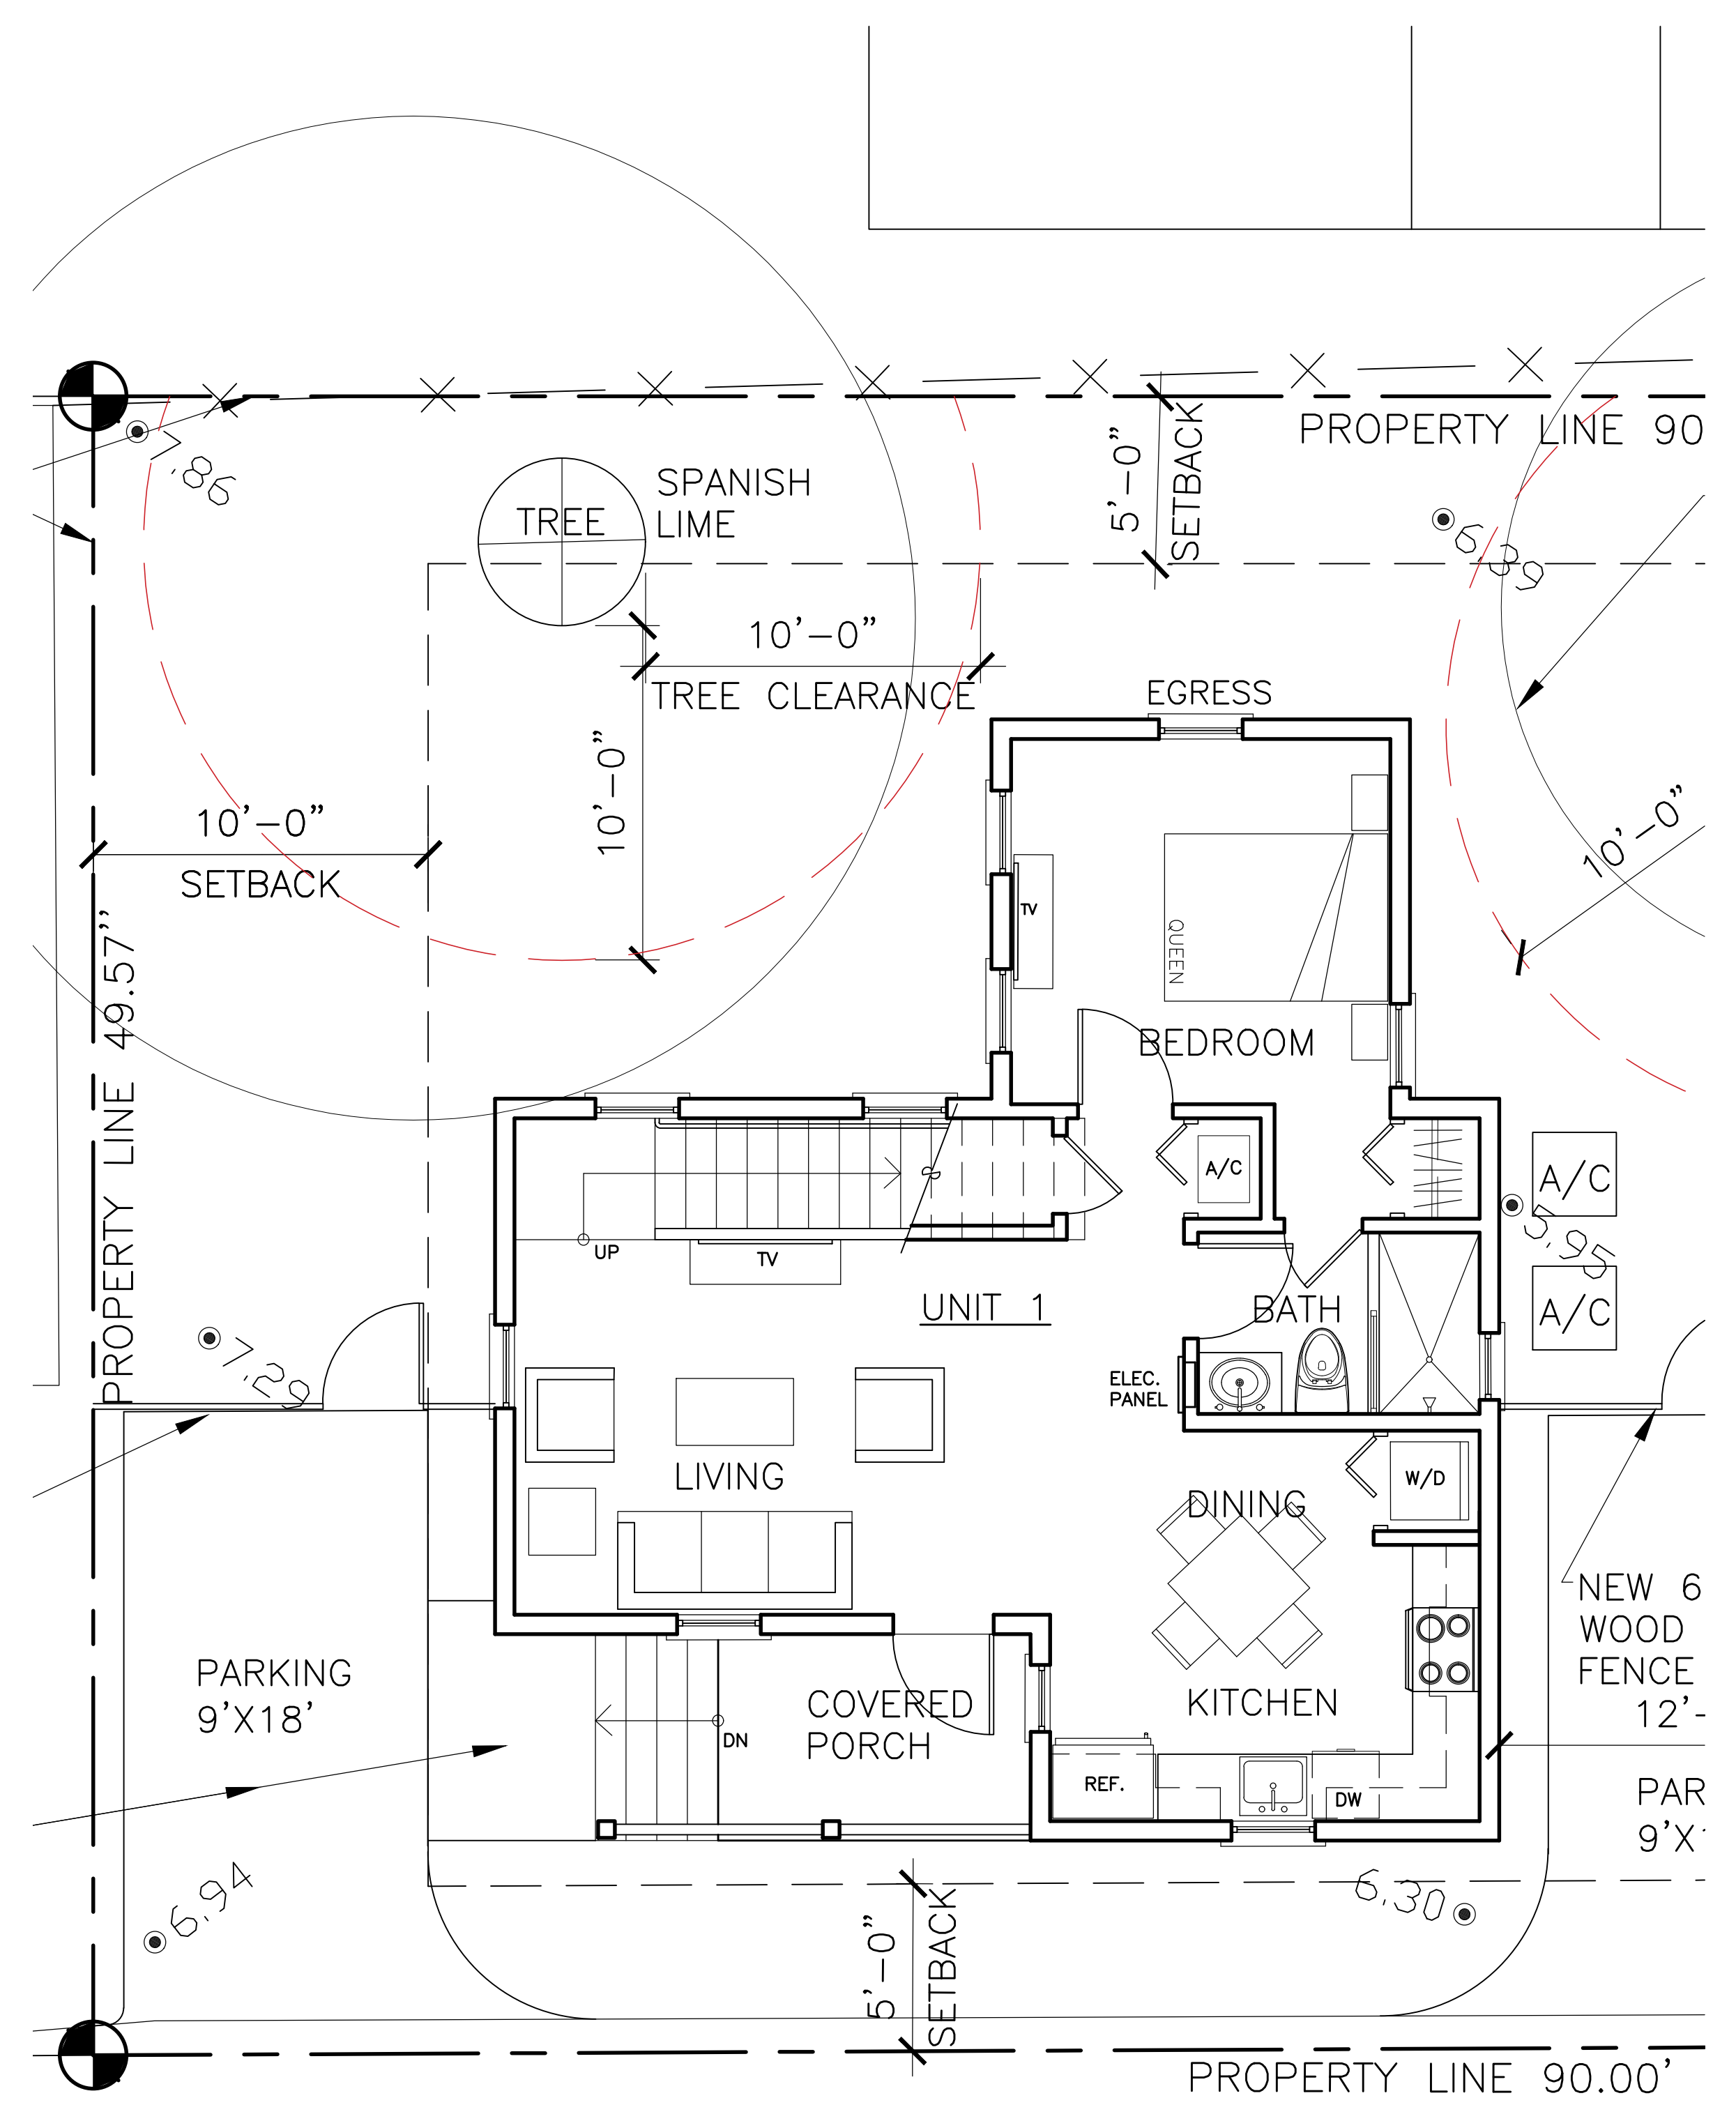 PROPERTY LINE 90
5'-0"
SETBACK
7.86
SPANISH
LIME
TREE
6.89
10'-0"
TREE CLEARANCE
EGRESS
10'-0"
10'-0"
SETBACK
10'-0"
TV
QUEEN
PROPERTY LINE 49.57''
BEDROOM
A/C
A/C
5.95
UP
TV
UNIT 1
BATH
A/C
7.29
ELEC.
PANEL
LIVING
DINING
W/D
NEW 6
WOOD
FENCE
12'-
PARKING
9'X18'
COVERED
PORCH
KITCHEN
DN
REF.
DW
PAR
9'X1
6.94
6.30
5'-0"
SETBACK
PROPERTY LINE 90.00'